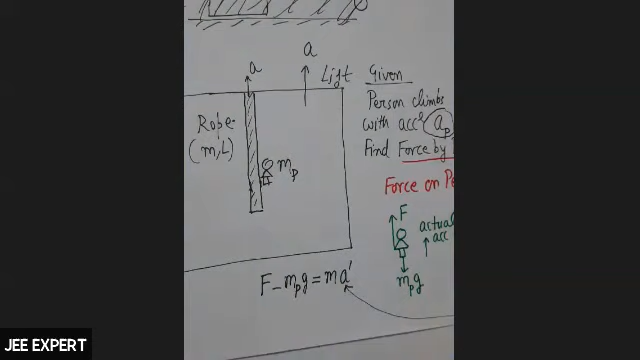 a
a
Lift
Given
Person climbs
with accⁿ a_p
Find Force by
Rope
(m, L)
m_p
Force on Pe
F
actual
acc
m_p g
F - m_p g = m a'
JEE EXPERT